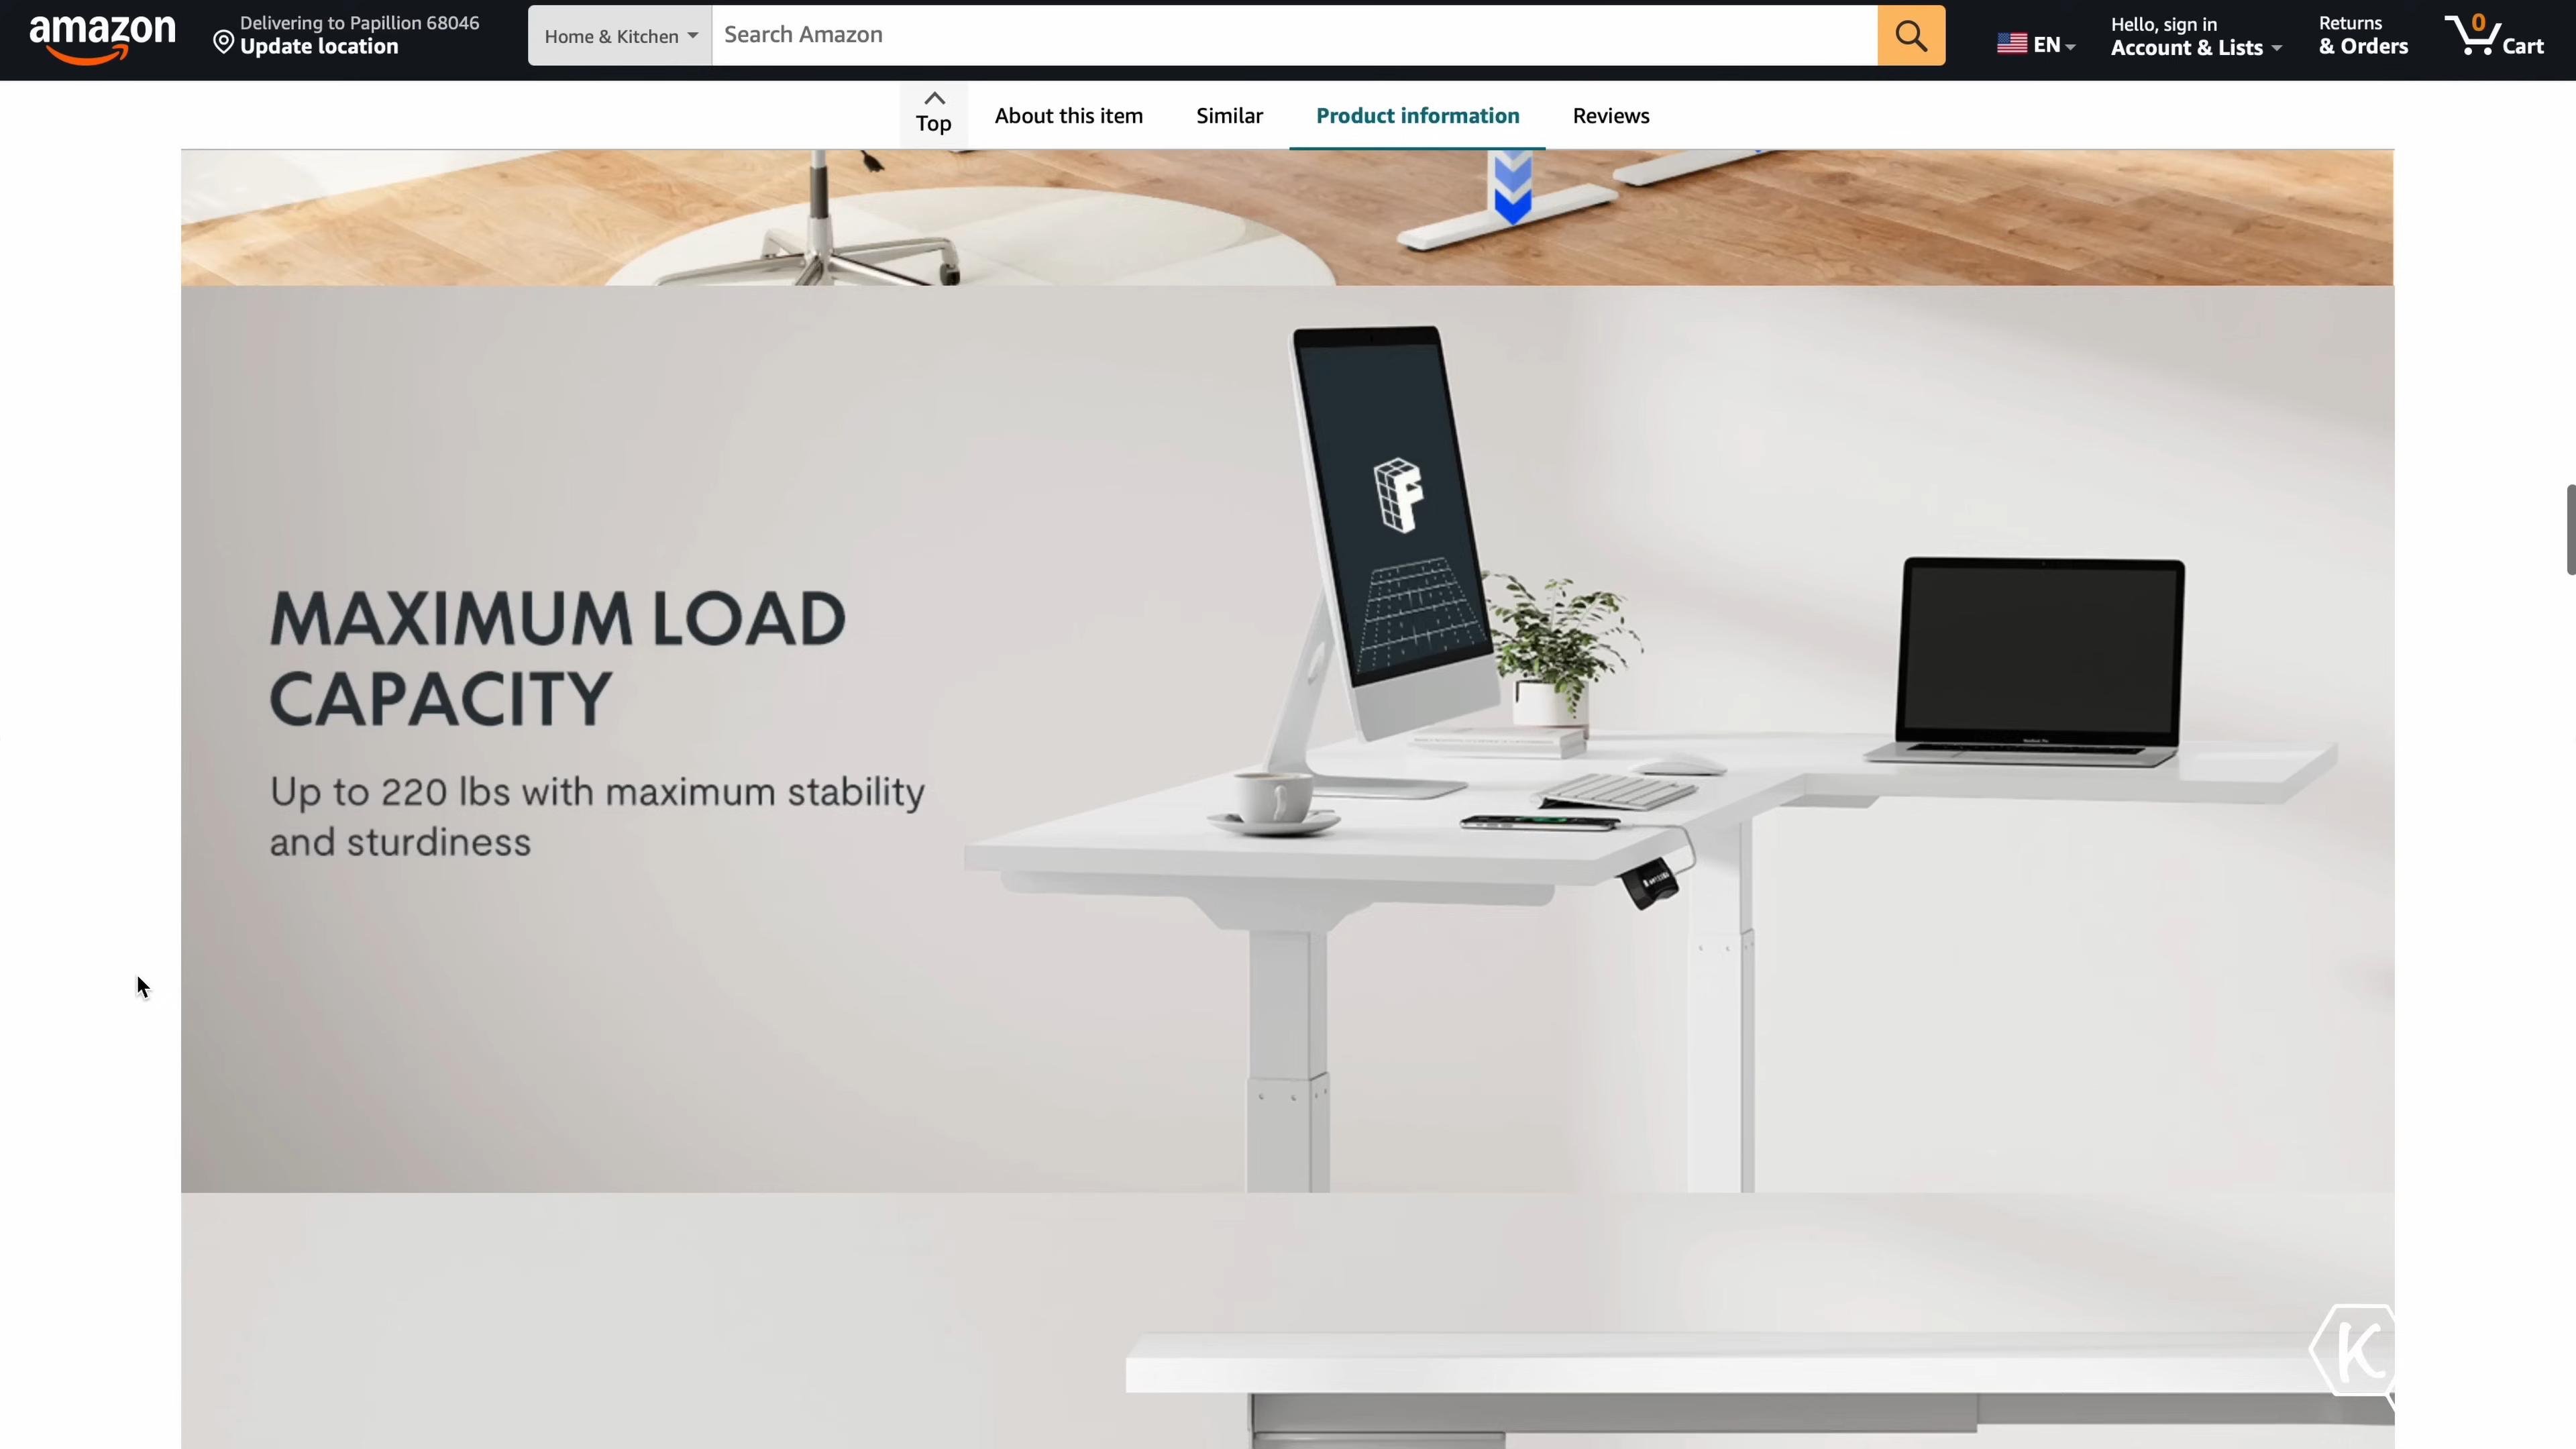 amazon
Delivering to Papillion 68046
Update location
Home & Kitchen
Search Amazon
EN
Hello, sign in
Account & Lists
Returns
& Orders
0
Cart
Top
About this item
Similar
Product information
Reviews
F
MAXIMUM LOAD
CAPACITY
Up to 220 lbs with maximum stability
and sturdiness
K